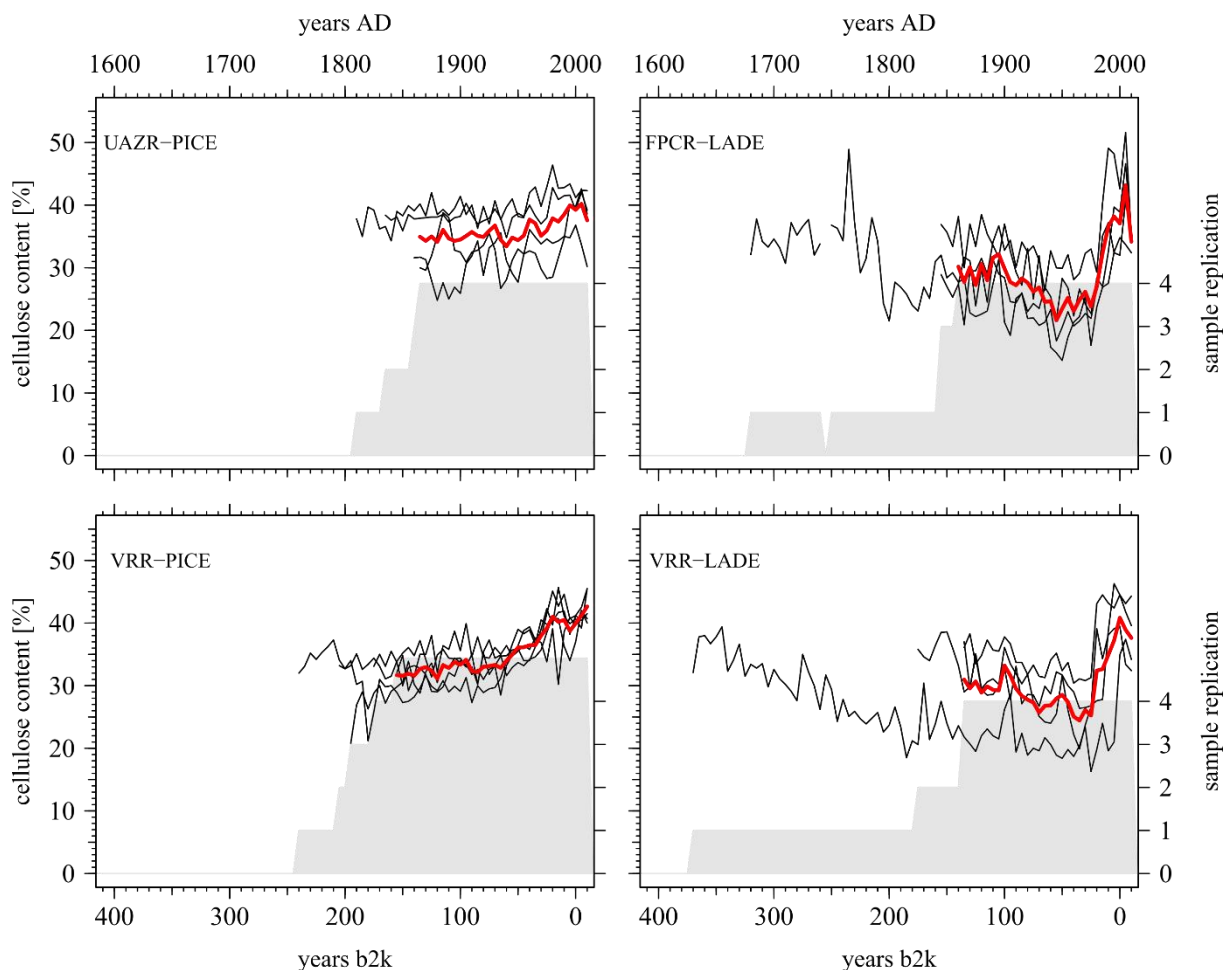 years AD
years AD
1600 1700 1800 1900 2000
1600 1700 1800 1900 2000
UAZR−PICE
cellulose content [%]
50
40
30
20
10
0
FPCR−LADE
4
3
2
1
0
sample replication
VRR−PICE
cellulose content [%]
50
40
30
20
10
0
VRR−LADE
4
3
2
1
0
sample replication
400 300 200 100 0
400 300 200 100 0
years b2k
years b2k